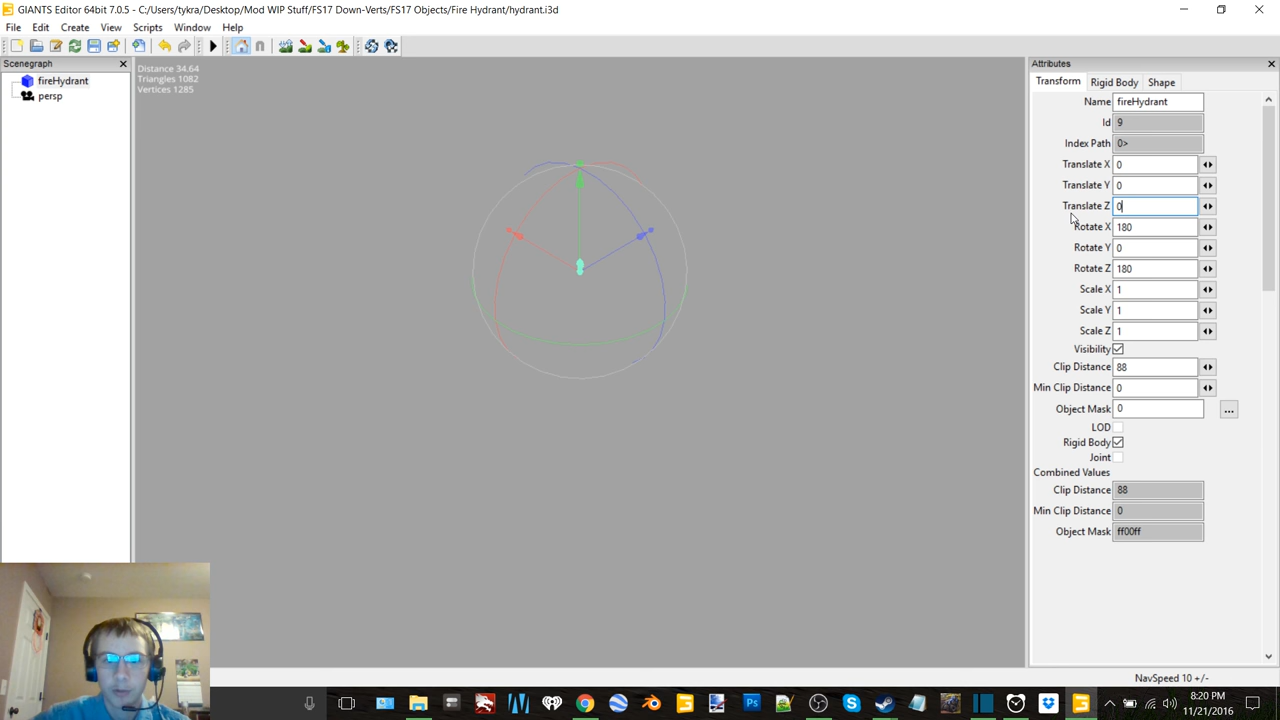 GIANTS Editor 64bit 7.0.5 - C:/Users/tykra/Desktop/Mod WIP Stuff/FS17 Down-Verts/FS17 Objects/Fire Hydrant/hydrant.i3d
File Edit Create View Scripts Window Help
Scenegraph
fireHydrant
persp
Distance 34.64
Triangles 1082
Vertices 1285
Attributes
Transform Rigid Body Shape
Name fireHydrant
Id 9
Index Path 0>
Translate X 0
Translate Y 0
Translate Z 0
Rotate X 180
Rotate Y 0
Rotate Z 180
Scale X 1
Scale Y 1
Scale Z 1
Visibility
Clip Distance 88
Min Clip Distance 0
Object Mask 0 ...
LOD
Rigid Body
Joint
Combined Values
Clip Distance 88
Min Clip Distance 0
Object Mask ff00ff
NavSpeed 10 +/-
8:20 PM
11/21/2016